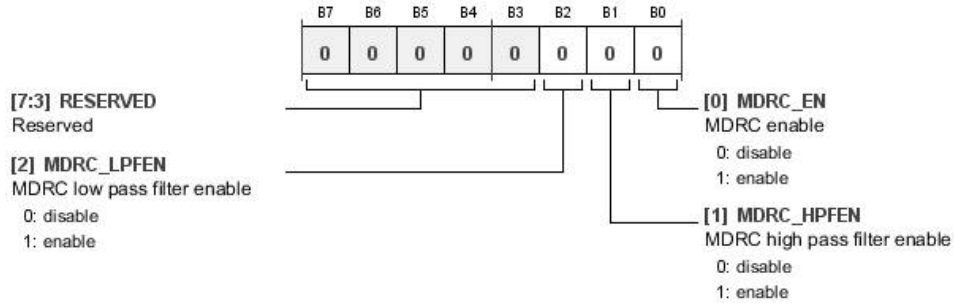 B7 B6 B5 B4 B3 B2 B1 B0
0 0 0 0 0 0 0 0
[7:3] RESERVED
Reserved
[2] MDRC_LPFEN
MDRC low pass filter enable
0: disable
1: enable
[0] MDRC_EN
MDRC enable
0: disable
1: enable
[1] MDRC_HPFEN
MDRC high pass filter enable
0: disable
1: enable